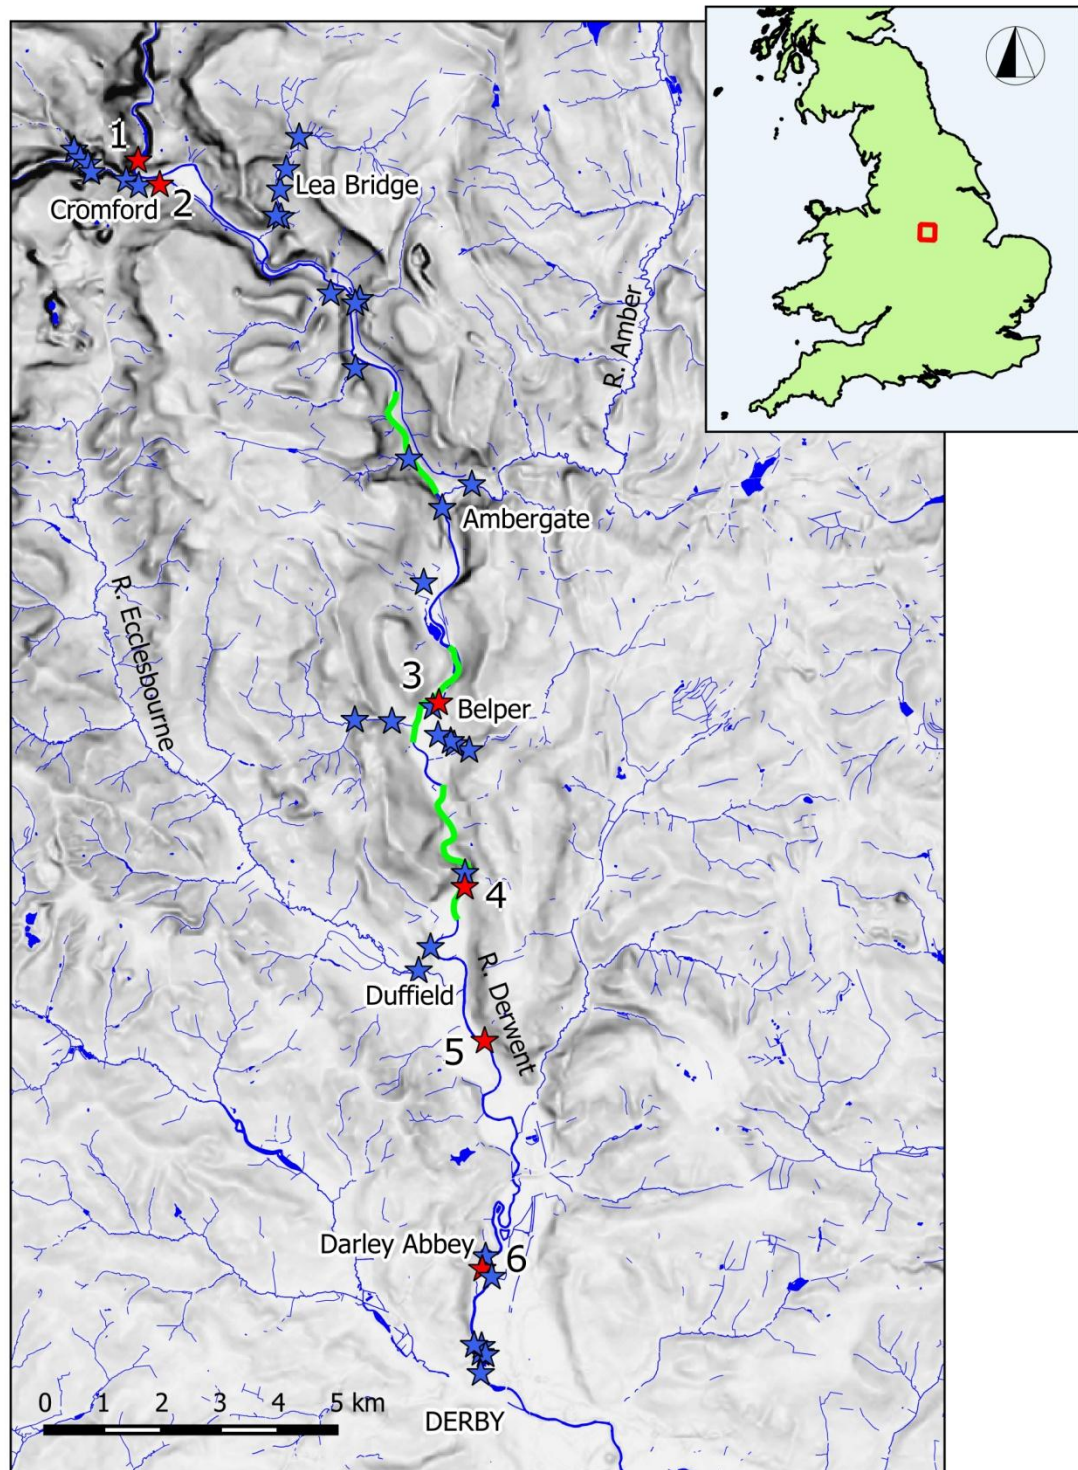 1
Lea Bridge
Cromford
2
R. Amber
Ambergate
R. Ecclesbourne
3
Belper
4
R. Derwent
Duffield
5
Darley Abbey
6
0 1 2 3 4 5 km
DERBY